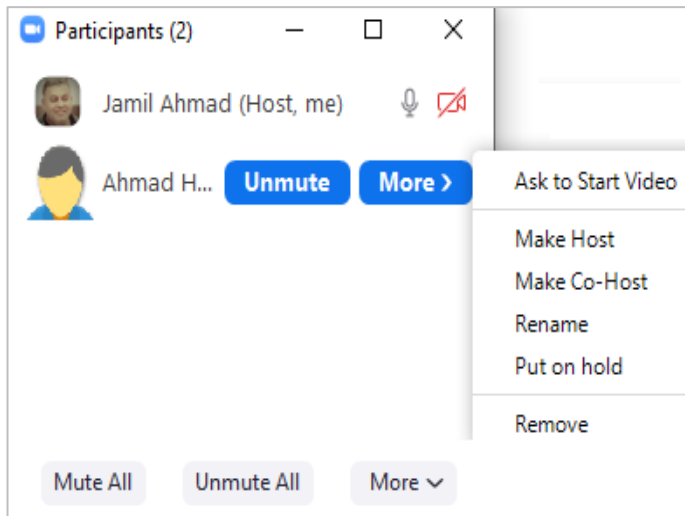 Participants (2)
Jamil Ahmad (Host, me)
Ahmad H... Unmute More >
Ask to Start Video
Make Host
Make Co-Host
Rename
Put on hold
Remove
Mute All Unmute All More